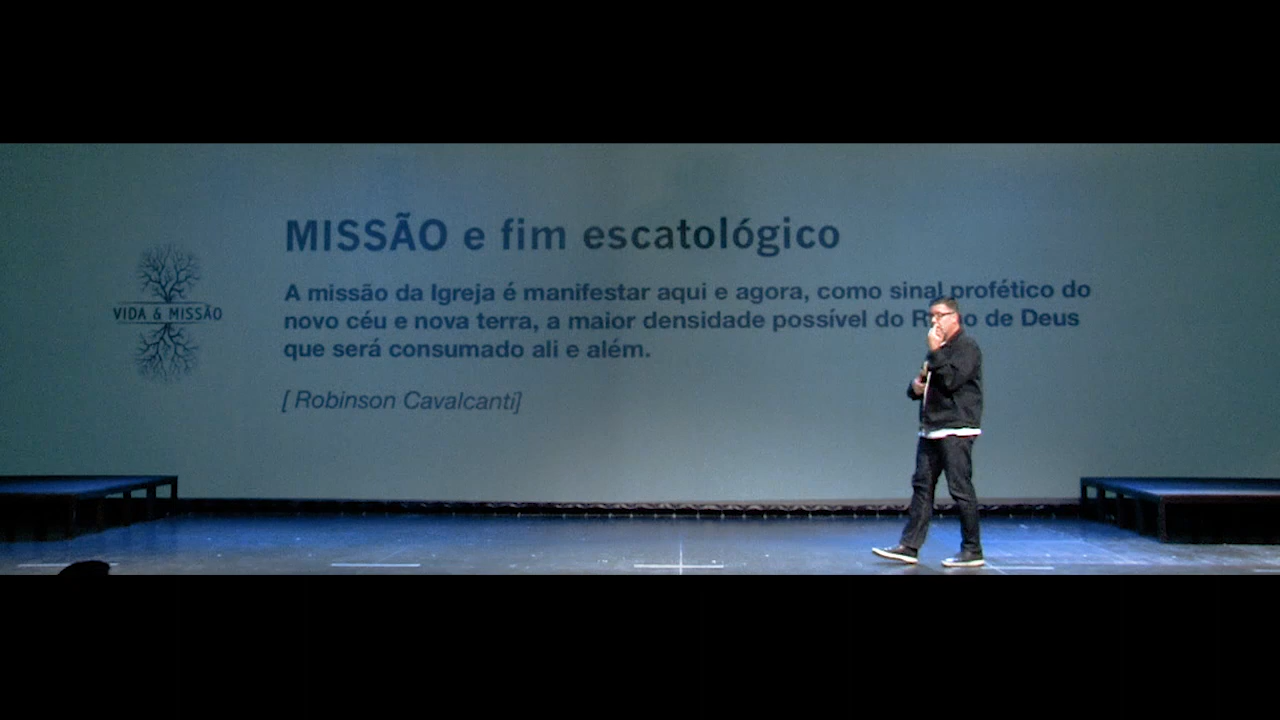 MISSÃO e fim escatológico
A missão da Igreja é manifestar aqui e agora, como sinal profético do
novo céu e nova terra, a maior densidade possível do de Deus
que será consumado ali e além.
[ Robinson Cavalcanti]
VIDA & MISSÃO